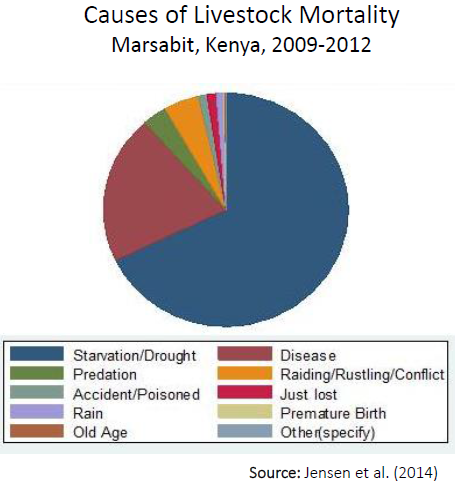 Causes of Livestock Mortality
Marsabit, Kenya, 2009-2012
Starvation/Drought
Disease
Predation
Raiding/Rustling/Conflict
Accident/Poisoned
Just lost
Rain
Premature Birth
Old Age
Other(specify)
Source: Jensen et al. (2014)